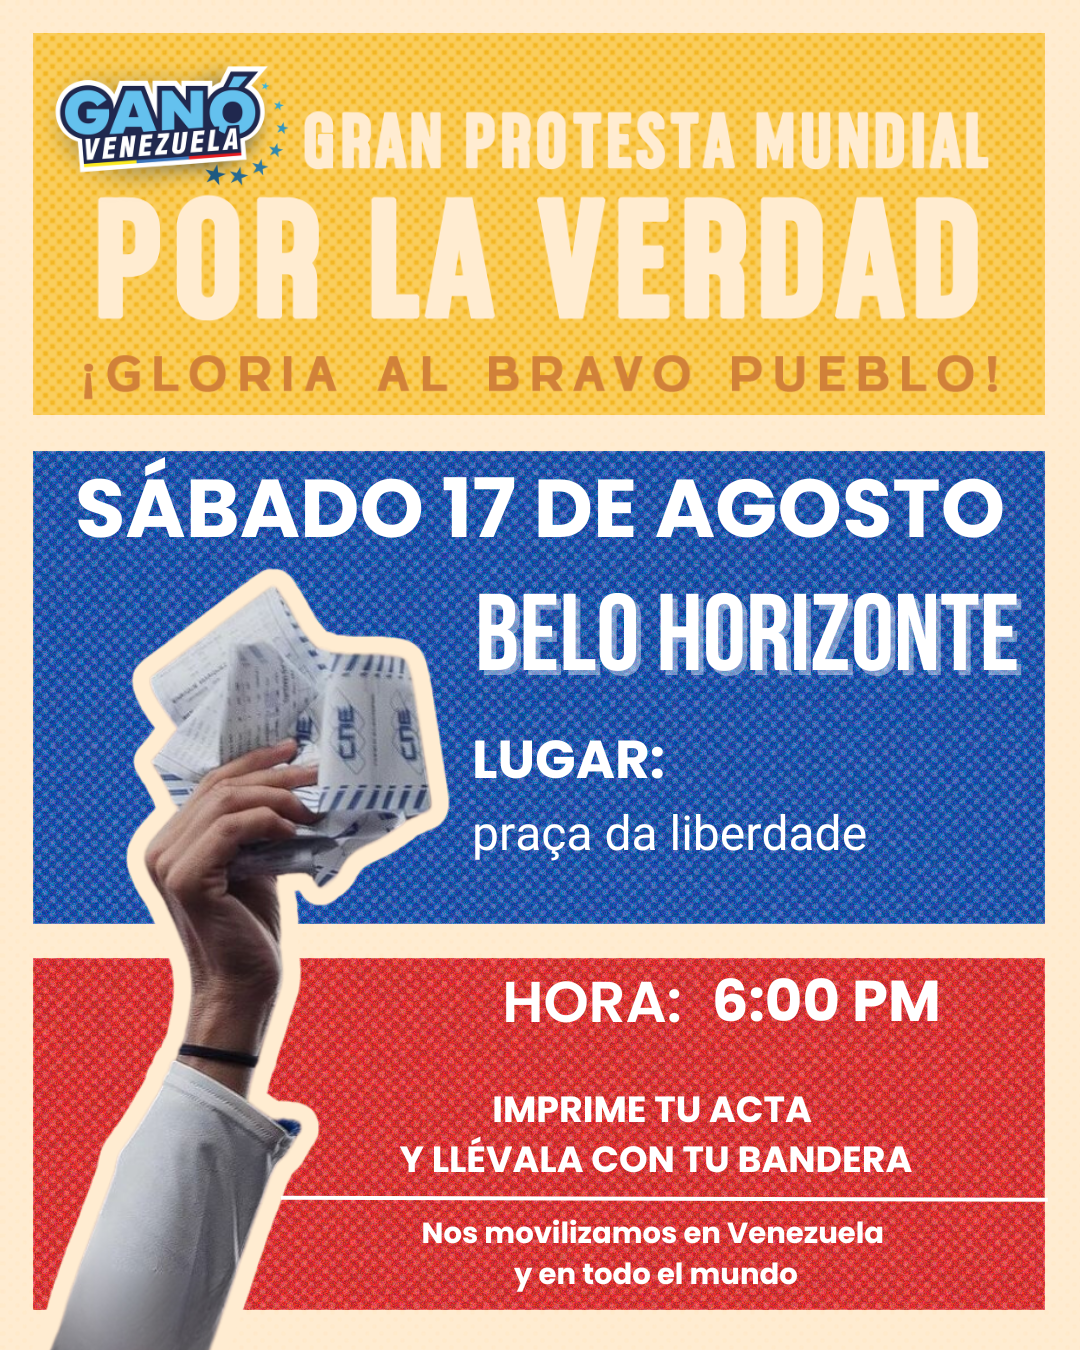 GANÓ
VENEZUELA
GRAN PROTESTA MUNDIAL
POR LA VERDAD
¡GLORIA AL BRAVO PUEBLO!
SÁBADO 17 DE AGOSTO
BELO HORIZONTE
CNE
CNE
LUGAR:
praça da liberdade
HORA: 6:00 PM
IMPRIME TU ACTA
Y LLÉVALA CON TU BANDERA
Nos movilizamos en Venezuela
y en todo el mundo